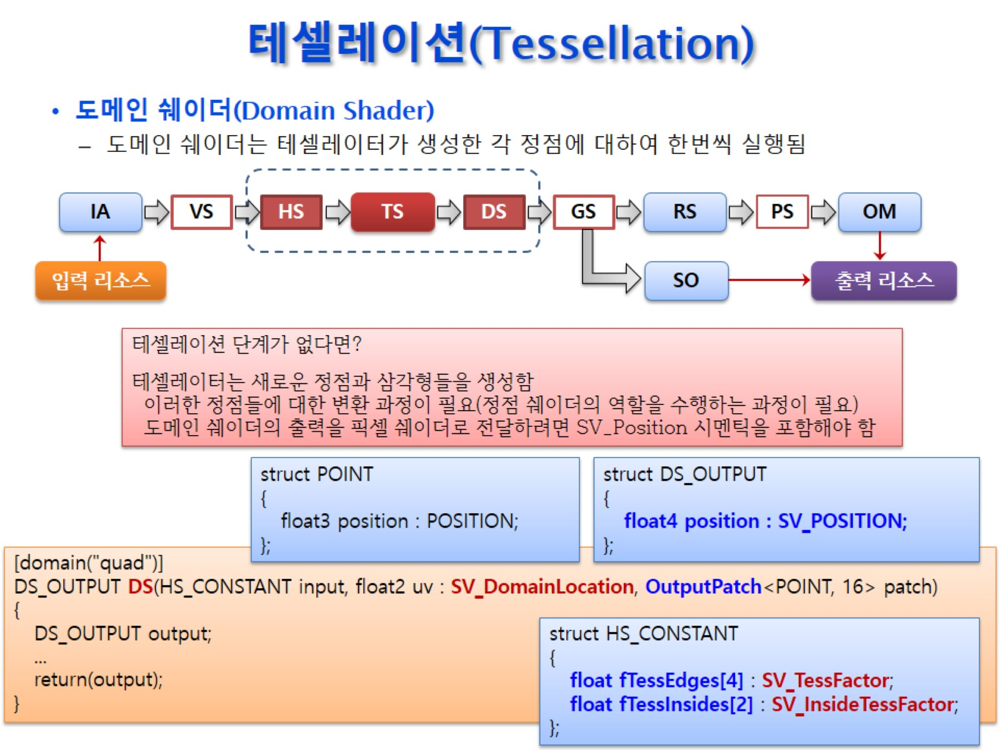 테셀레이션(Tessellation)
• 도메인 쉐이더(Domain Shader)
– 도메인 쉐이더는 테셀레이터가 생성한 각 정점에 대하여 한번씩 실행됨
IA VS HS TS DS GS RS PS OM
입력 리소스 SO 출력 리소스
테셀레이션 단계가 없다면?
테셀레이터는 새로운 정점과 삼각형들을 생성함
이러한 정점들에 대한 변환 과정이 필요(정점 쉐이더의 역할을 수행하는 과정이 필요)
도메인 쉐이더의 출력을 픽셀 쉐이더로 전달하려면 SV_Position 시멘틱을 포함해야 함
struct POINT
{
float3 position : POSITION;
};
struct DS_OUTPUT
{
float4 position : SV_POSITION;
};
[domain("quad")]
DS_OUTPUT DS(HS_CONSTANT input, float2 uv : SV_DomainLocation, OutputPatch<POINT, 16> patch)
{
DS_OUTPUT output;
...
return(output);
}
struct HS_CONSTANT
{
float fTessEdges[4] : SV_TessFactor;
float fTessInsides[2] : SV_InsideTessFactor;
};